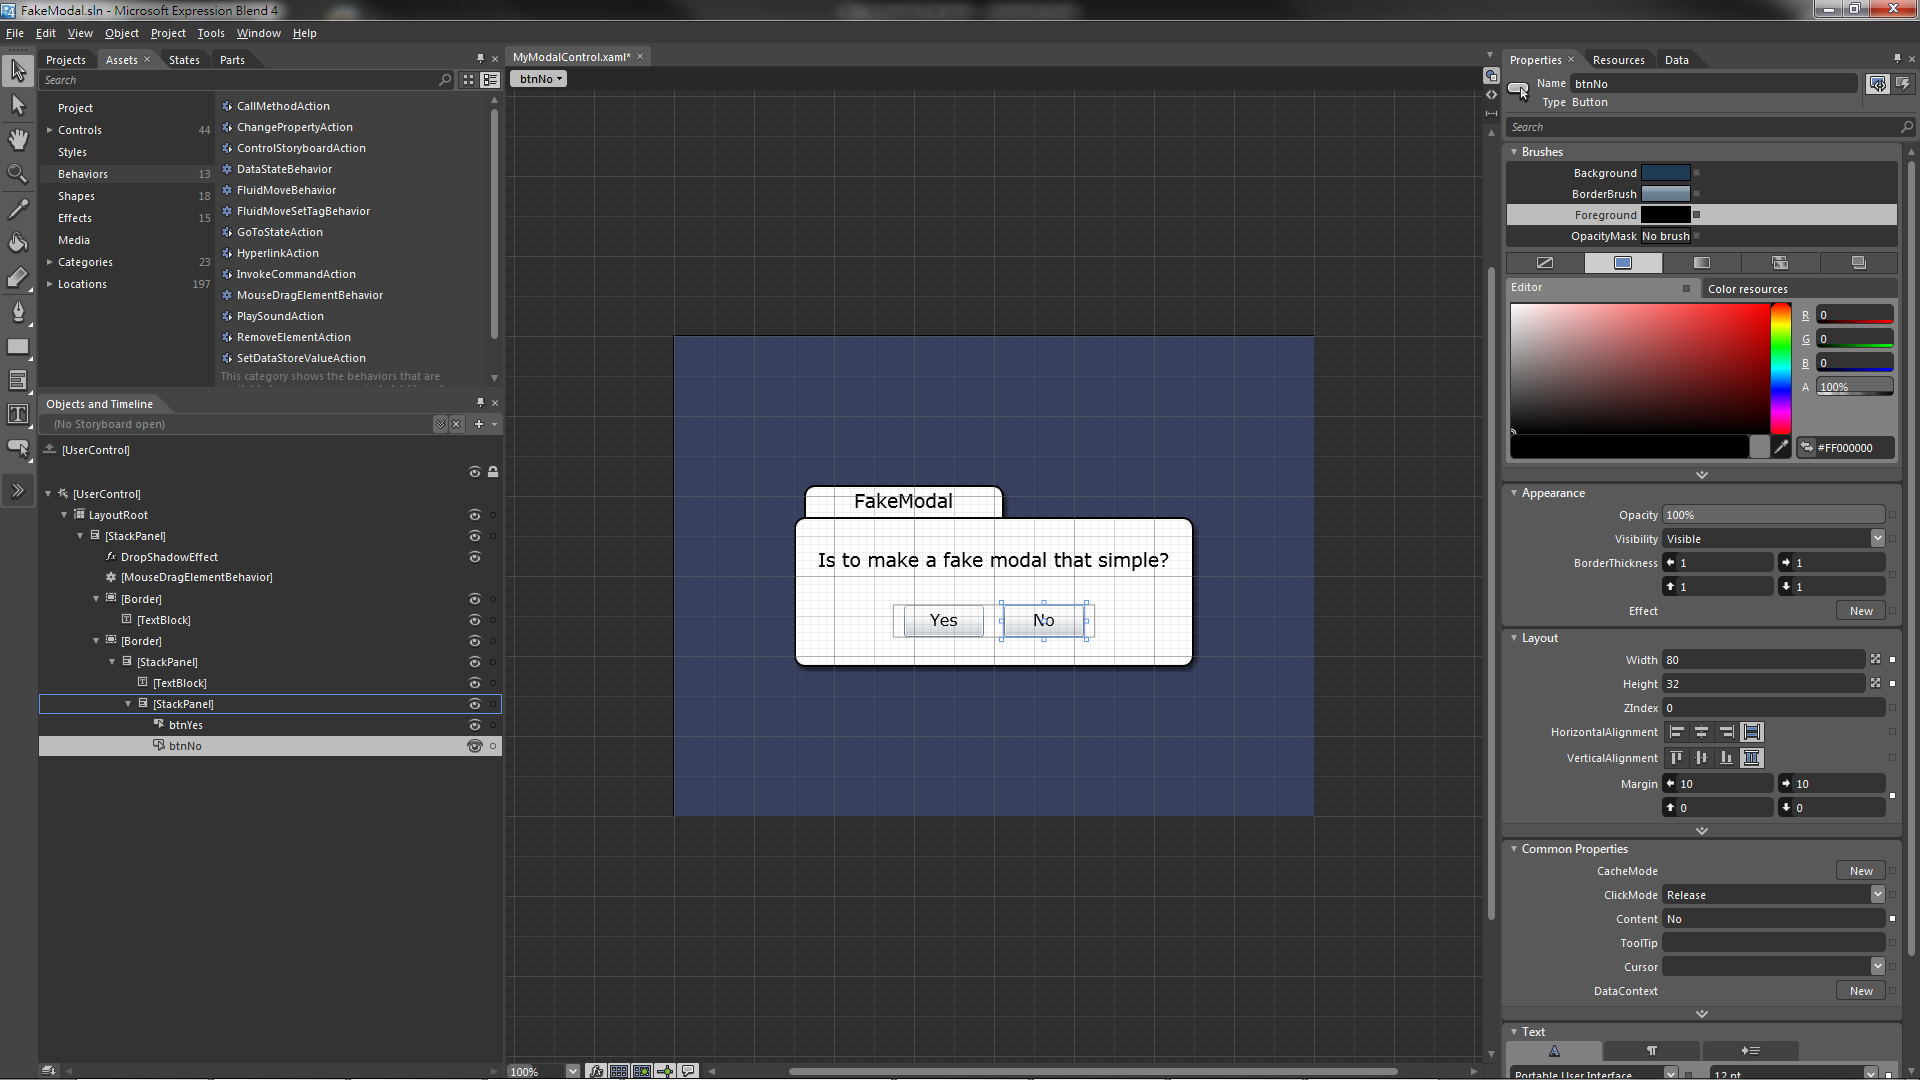 FakeModal.sln - Microsoft Expression Blend 4
File Edit View Object Project Tools Window Help
Projects Assets States Parts
Search
Project
Controls 44
Styles
Behaviors 13
Shapes 18
Effects 15
Media
Categories 23
Locations 197
CallMethodAction
ChangePropertyAction
ControlStoryboardAction
DataStateBehavior
FluidMoveBehavior
FluidMoveSetTagBehavior
GoToStateAction
HyperlinkAction
InvokeCommandAction
MouseDragElementBehavior
PlaySoundAction
RemoveElementAction
SetDataStoreValueAction
This category shows the behaviors that are
Objects and Timeline
(No Storyboard open)
[UserControl]
[UserControl]
LayoutRoot
[StackPanel]
fx DropShadowEffect
[MouseDragElementBehavior]
[Border]
[TextBlock]
[Border]
[StackPanel]
[TextBlock]
[StackPanel]
btnYes
btnNo
MyModalControl.xaml*
btnNo
FakeModal
Is to make a fake modal that simple?
Yes No
100%
Properties Resources Data
Name btnNo
Type Button
Search
Brushes
Background
BorderBrush
Foreground
OpacityMask No brush
Editor Color resources
R 0
G 0
B 0
A 100%
#FF000000
Appearance
Opacity 100%
Visibility Visible
BorderThickness 1 1
1 1
Effect New
Layout
Width 80
Height 32
ZIndex 0
HorizontalAlignment
VerticalAlignment
Margin 10 10
0 0
Common Properties
CacheMode New
ClickMode Release
Content No
ToolTip
Cursor
DataContext New
Text
Portable User Interface 12 pt